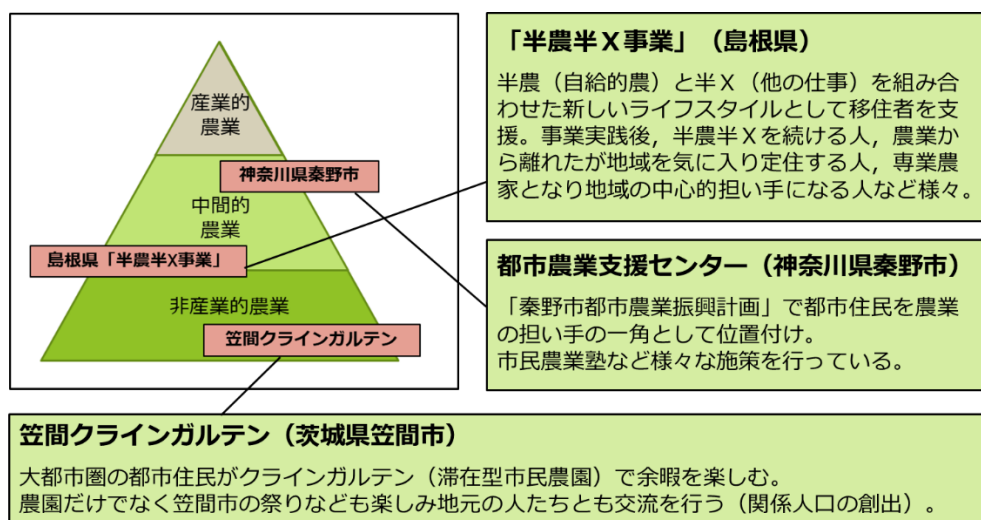 産業的
農業
神奈川県秦野市
中間的
農業
島根県「半農半X事業」
非産業的農業
笠間クラインガルテン
「半農半X事業」（島根県）
半農（自給的農）と半X（他の仕事）を組み合
わせた新しいライフスタイルとして移住者を支
援。事業実践後，半農半Xを続ける人，農業か
ら離れたが地域を気に入り定住する人，専業農
家となり地域の中心的担い手になる人など様々。
都市農業支援センター（神奈川県秦野市）
「秦野市都市農業振興計画」で都市住民を農業
の担い手の一角として位置付け。
市民農業塾など様々な施策を行っている。
笠間クラインガルテン（茨城県笠間市）
大都市圏の都市住民がクラインガルテン（滞在型市民農園）で余暇を楽しむ。
農園だけでなく笠間市の祭りなども楽しみ地元の人たちとも交流を行う（関係人口の創出）。